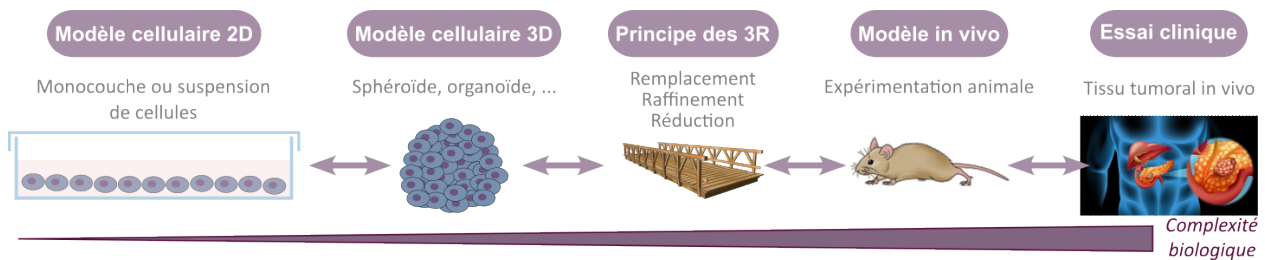 Modèle cellulaire 2D
Monocouche ou suspension
de cellules
Modèle cellulaire 3D
Sphéroïde, organoïde, ...
Principe des 3R
Remplacement
Raffinement
Réduction
Modèle in vivo
Expérimentation animale
Essai clinique
Tissu tumoral in vivo
Complexité
biologique